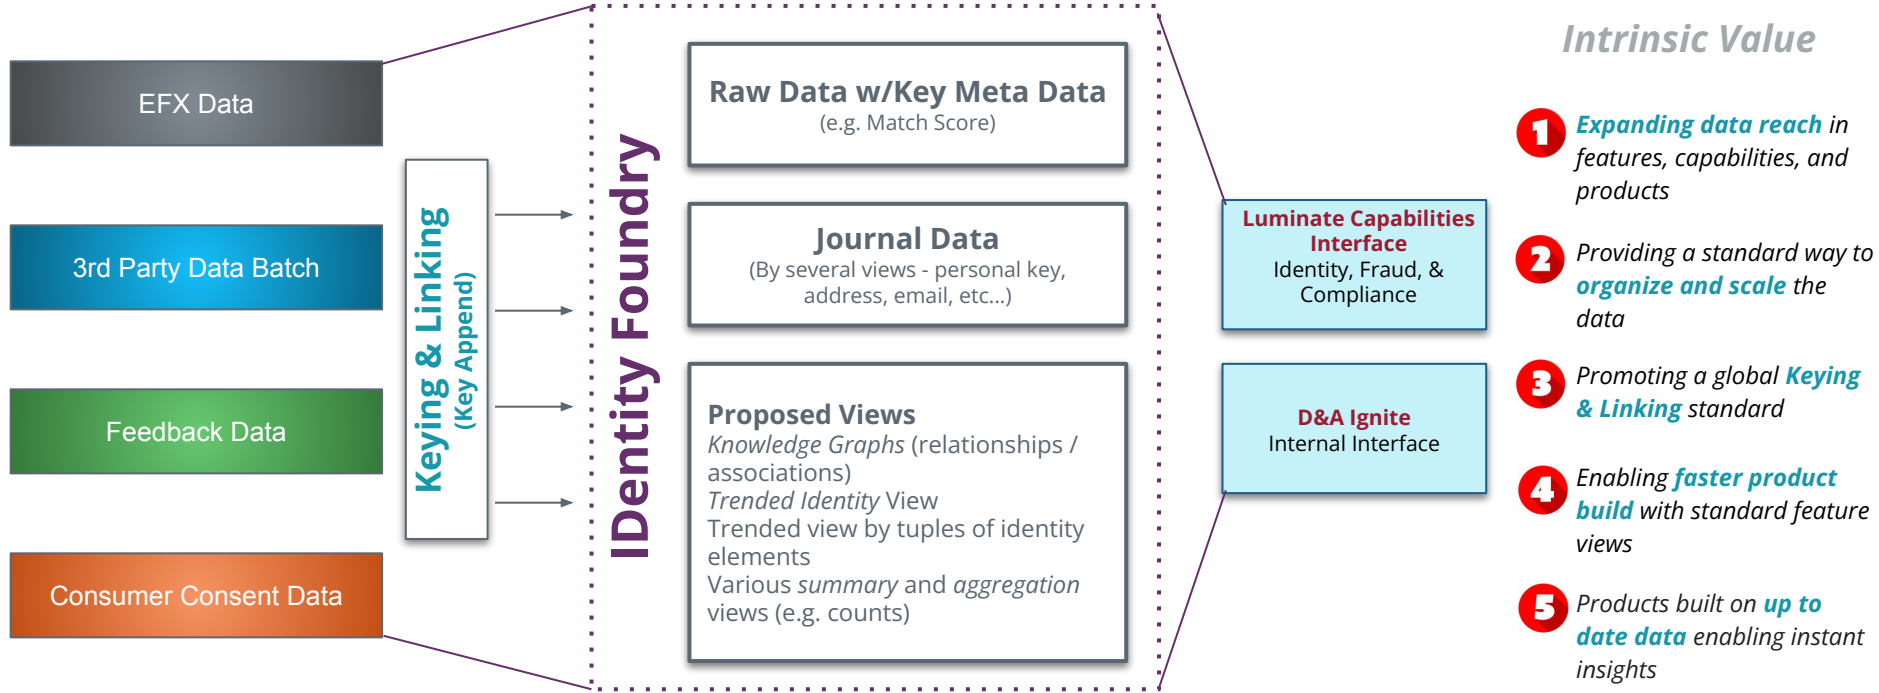 EFX Data
3rd Party Data Batch
Feedback Data
Consumer Consent Data
Keying & Linking
(Key Append)
IDentity Foundry
Raw Data w/Key Meta Data
(e.g. Match Score)
Journal Data
(By several views - personal key,
address, email, etc...)
Proposed Views
Knowledge Graphs (relationships /
associations)
Trended Identity View
Trended view by tuples of identity
elements
Various summary and aggregation
views (e.g. counts)
Luminate Capabilities
Interface
Identity, Fraud, &
Compliance
D&A Ignite
Internal Interface
Intrinsic Value
1 Expanding data reach in
features, capabilities, and
products
2 Providing a standard way to
organize and scale the
data
3 Promoting a global Keying
& Linking standard
4 Enabling faster product
build with standard feature
views
5 Products built on up to
date data enabling instant
insights